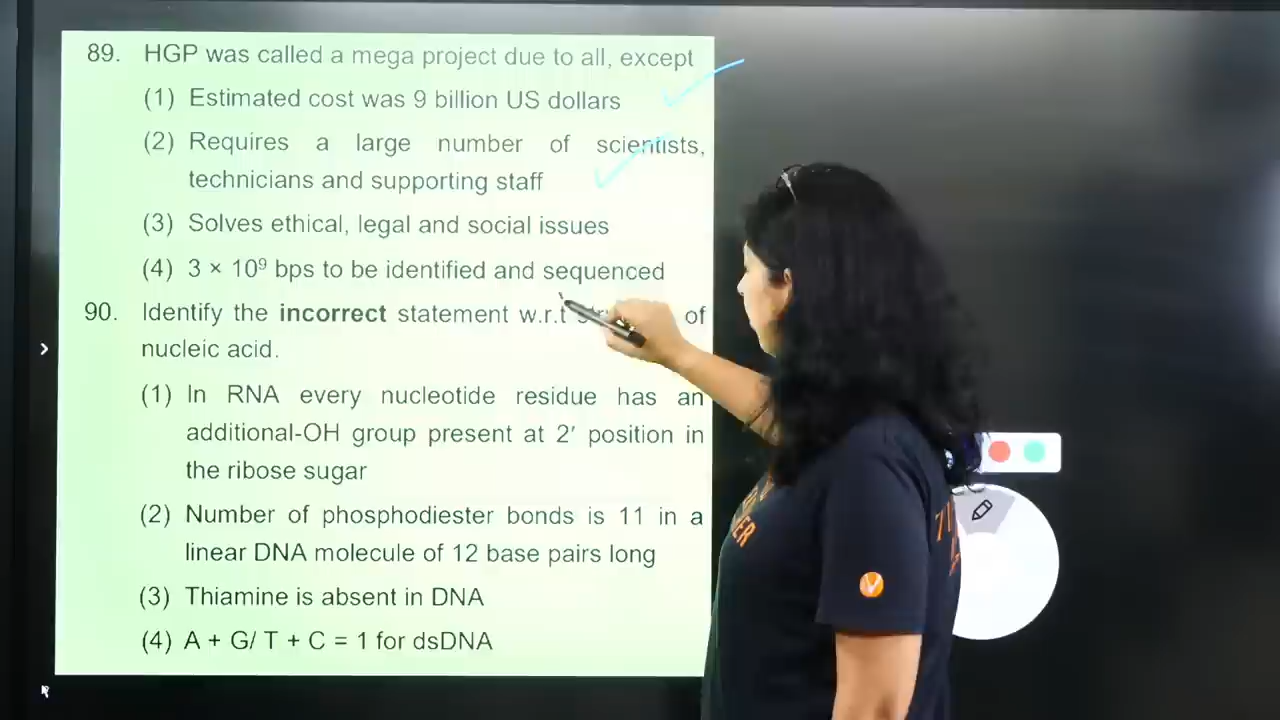 89. HGP was called a mega project due to all, except
(1) Estimated cost was 9 billion US dollars
(2) Requires a large number of scientists,
technicians and supporting staff
(3) Solves ethical, legal and social issues
(4) 3 × 10⁹ bps to be identified and sequenced
90. Identify the incorrect statement w.r.t of
nucleic acid.
(1) In RNA every nucleotide residue has an
additional-OH group present at 2′ position in
the ribose sugar
(2) Number of phosphodiester bonds is 11 in a
linear DNA molecule of 12 base pairs long
(3) Thiamine is absent in DNA
(4) A + G/ T + C = 1 for dsDNA